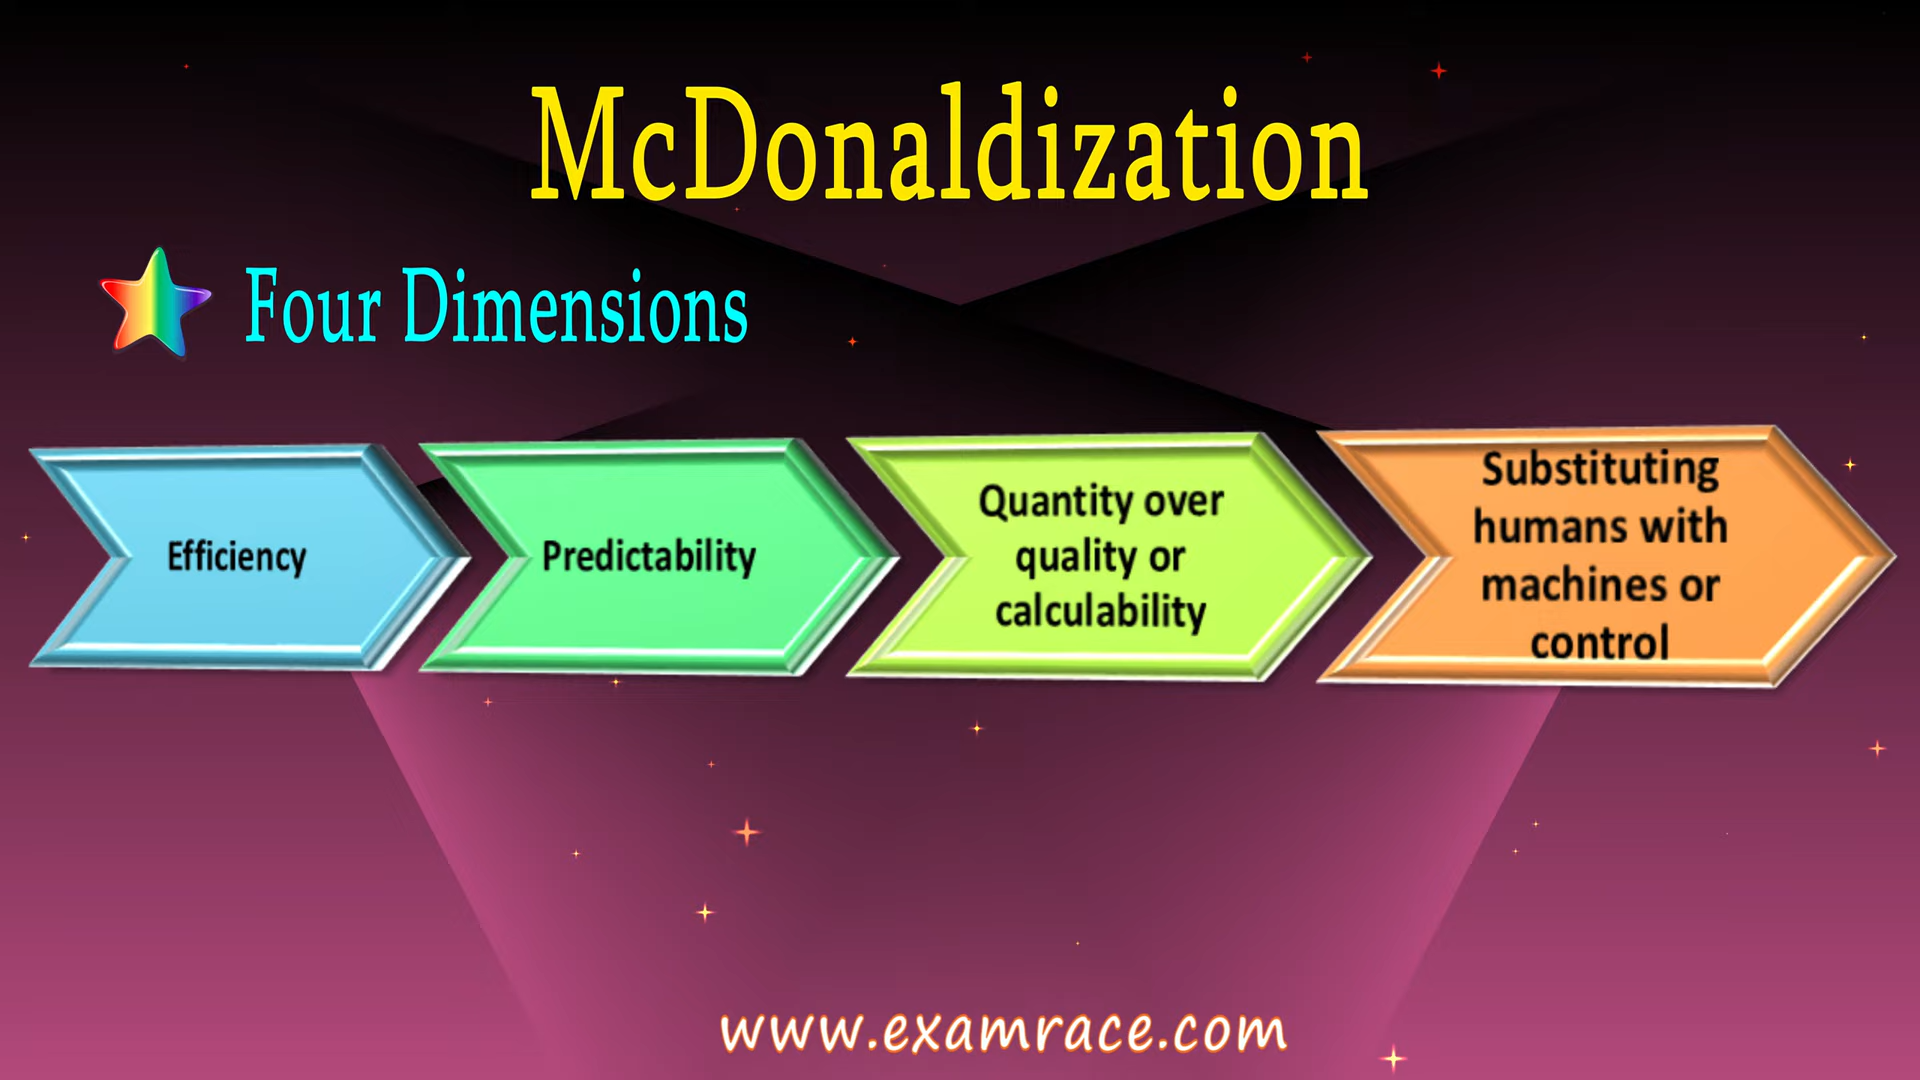 McDonaldization
Four Dimensions
Efficiency
Predictability
Quantity over
quality or
calculability
Substituting
humans with
machines or
control
www.examrace.com